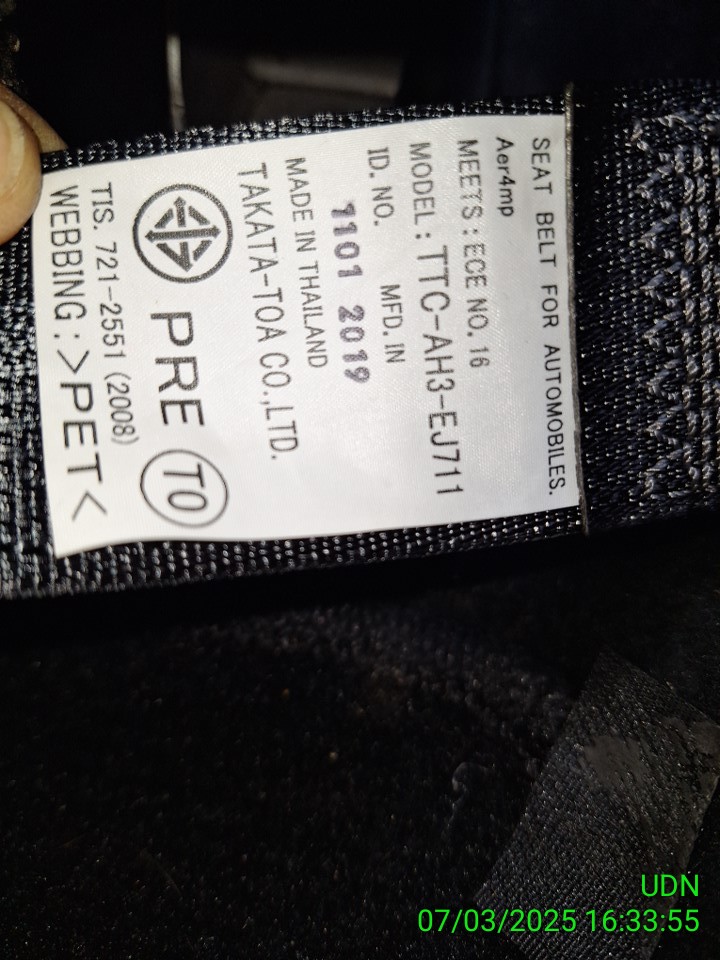 SEAT BELT FOR AUTOMOBILES.
Aer4mp
MEETS : ECE NO. 16
MODEL : TTC-AH3-EJ711
ID. NO. MFD. IN
1101 2019
MADE IN THAILAND
TAKATA-TOA CO.,LTD.
PRE TO
TIS. 721-2551 (2008)
WEBBING : >PET<
UDN
07/03/2025 16:33:55